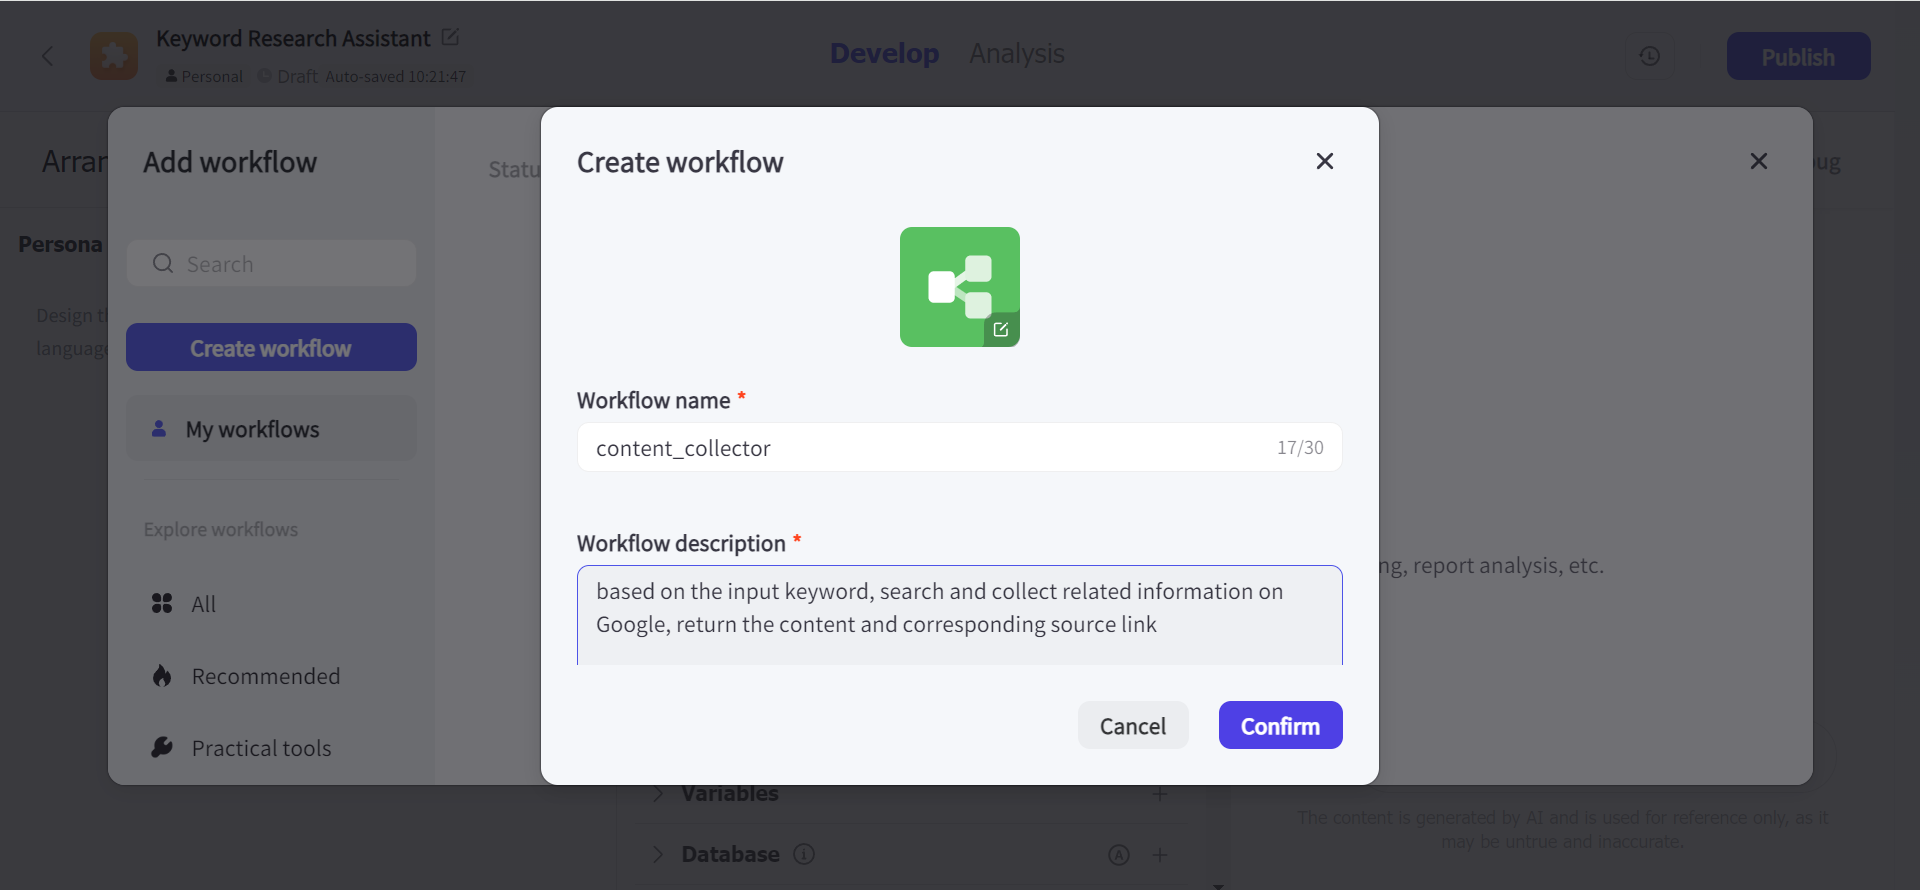 Keyword Research Assistant
Personal
Draft
Auto-saved 10:21:47
Develop
Analysis
Publish
Arran
Persona
Design th
language
Add workflow
Search
Create workflow
My workflows
Explore workflows
All
Recommended
Practical tools
Statu
Create workflow
Workflow name *
content_collector
17/30
Workflow description *
based on the input keyword, search and collect related information on
Google, return the content and corresponding source link
Cancel
Confirm
ug
ng, report analysis, etc.
Variables
Database
The content is generated by AI and is used for reference only, as it
may be untrue and inaccurate.